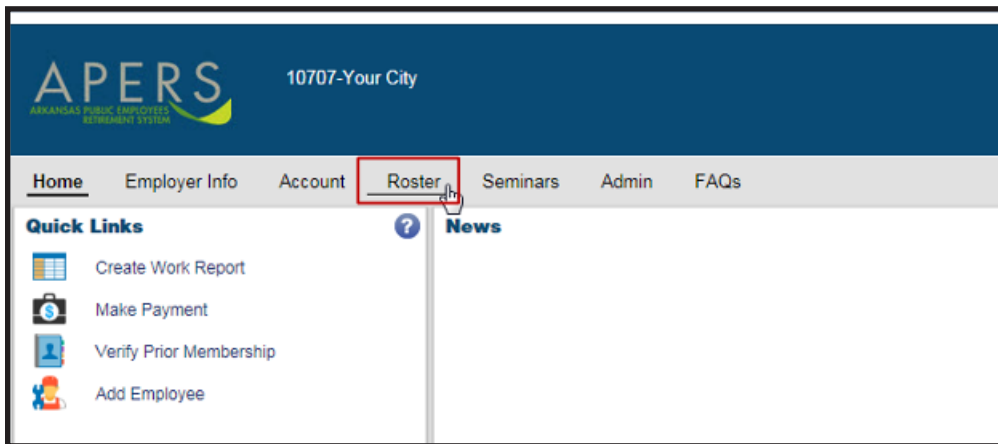 APERS
ARKANSAS PUBLIC EMPLOYEES
RETIREMENT SYSTEM
10707-Your City
Home Employer Info Account Roster Seminars Admin FAQs
Quick Links ?
Create Work Report
Make Payment
Verify Prior Membership
Add Employee
News